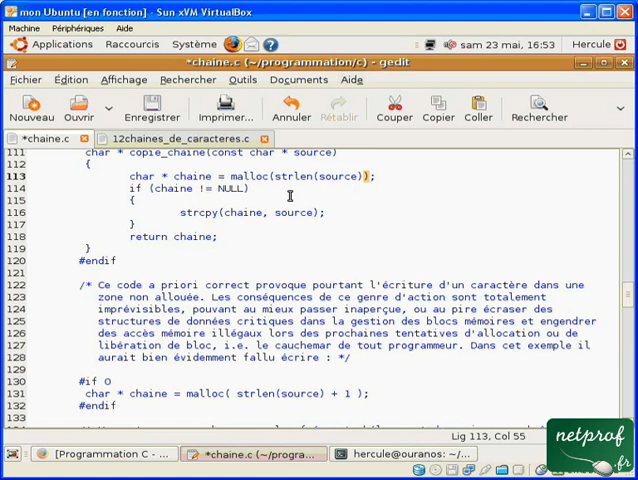 mon Ubuntu [en fonction] - Sun xVM VirtualBox
Machine Périphériques Aide
Applications Raccourcis Système sam 23 mai, 16:53 Hercule
*chaine.c (~/programmation/c) - gedit
Fichier Édition Affichage Rechercher Outils Documents Aide
Nouveau Ouvrir Enregistrer Imprimer... Annuler Rétablir Couper Copier Coller Rechercher
*chaine.c 12chaines_de_caracteres.c
111 char * copie_chaine(const char * source)
112 {
113 char * chaine = malloc(strlen(source));
114 if (chaine != NULL)
115 {
116 strcpy(chaine, source);
117 }
118 return chaine;
119 }
120 #endif
121
122 /* Ce code a priori correct provoque pourtant l'écriture d'un caractère dans une
123 zone non allouée. Les conséquences de ce genre d'action sont totalement
124 imprévisibles, pouvant au mieux passer inaperçue, ou au pire écraser des
125 structures de données critiques dans la gestion des blocs mémoires et engendrer
126 des accès mémoire illégaux lors des prochaines tentatives d'allocation ou de
127 libération de bloc, i.e. le cauchemar de tout programmeur. Dans cet exemple il
128 aurait bien évidemment fallu écrire : */
129
130 #if 0
131 char * chaine = malloc( strlen(source) + 1 );
132 #endif
133
Lig 113, Col 55
[Programmation C - ... *chaine.c (~/progra... hercule@ouranos: ~/...
netprof
.fr